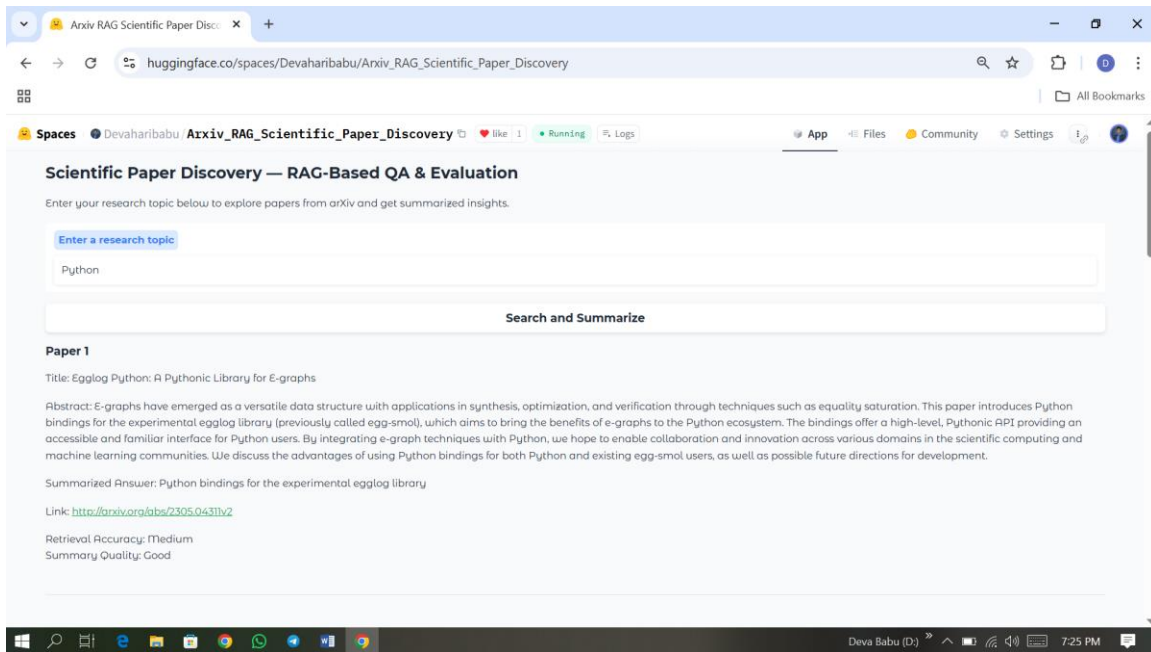 Arxiv RAG Scientific Paper Disco
huggingface.co/spaces/Devaharibabu/Arxiv_RAG_Scientific_Paper_Discovery
D
All Bookmarks
Spaces Devaharibabu/Arxiv_RAG_Scientific_Paper_Discovery like 1 Running Logs App Files Community Settings
Scientific Paper Discovery — RAG-Based QA & Evaluation
Enter your research topic below to explore papers from arXiv and get summarized insights.
Enter a research topic
Python
Search and Summarize
Paper 1
Title: Egglog Python: A Pythonic Library for E-graphs
Abstract: E-graphs have emerged as a versatile data structure with applications in synthesis, optimization, and verification through techniques such as equality saturation. This paper introduces Python
bindings for the experimental egglog library (previously called egg-smol), which aims to bring the benefits of e-graphs to the Python ecosystem. The bindings offer a high-level, Pythonic API providing an
accessible and familiar interface for Python users. By integrating e-graph techniques with Python, we hope to enable collaboration and innovation across various domains in the scientific computing and
machine learning communities. We discuss the advantages of using Python bindings for both Python and existing egg-smol users, as well as possible future directions for development.
Summarized Answer: Python bindings for the experimental egglog library
Link: http://arxiv.org/abs/2305.04311v2
Retrieval Accuracy: Medium
Summary Quality: Good
Deva Babu (D:) 7:25 PM